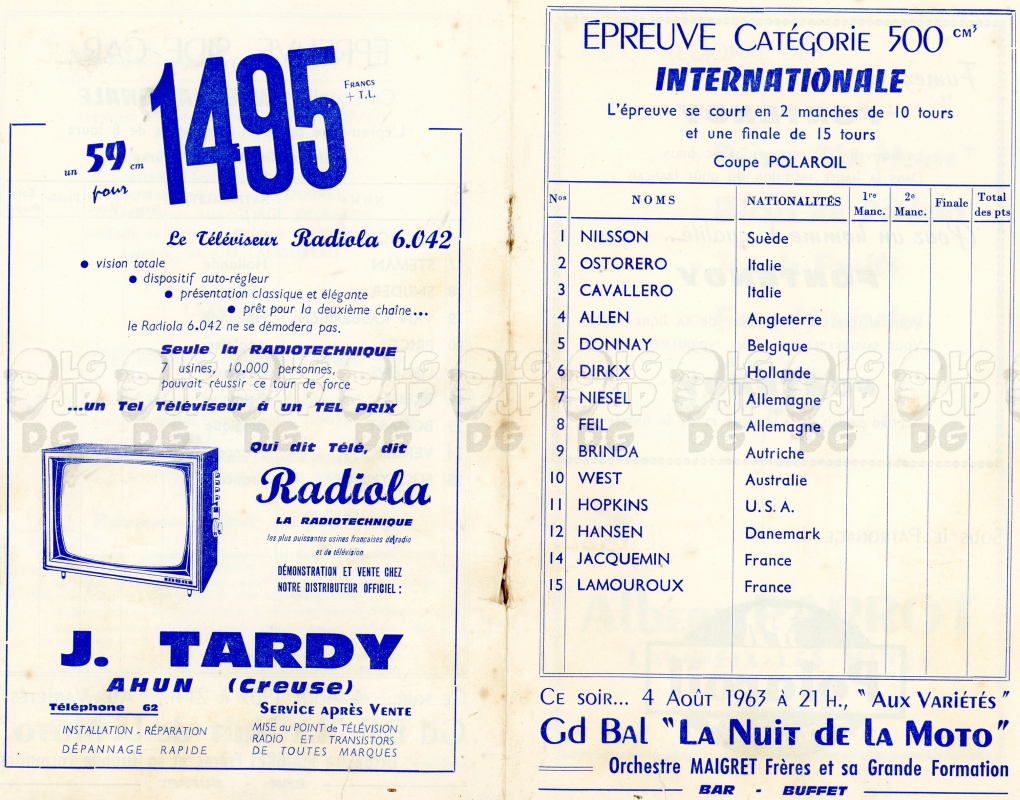 1495 Francs + T.L.
un 59 cm
pour
Le Téléviseur Radiola 6.042
● vision totale
● dispositif auto-régleur
● présentation classique et élégante
● prêt pour la deuxième chaîne...
le Radiola 6.042 ne se démodera pas.
Seule la RADIOTECHNIQUE
7 usines, 10.000 personnes,
pouvait réussir ce tour de force
...un Tel Téléviseur à un TEL PRIX
Qui dit Télé, dit
Radiola
LA RADIOTECHNIQUE
les plus puissantes usines françaises de radio
et de télévision
DÉMONSTRATION ET VENTE CHEZ
NOTRE DISTRIBUTEUR OFFICIEL :
J. TARDY
AHUN (Creuse)
Téléphone 62
INSTALLATION - RÉPARATION
DÉPANNAGE RAPIDE
Service après Vente
MISE au POINT de TÉLÉVISION
RADIO ET TRANSISTORS
DE TOUTES MARQUES
ÉPREUVE CATÉGORIE 500 CM³
INTERNATIONALE
L'épreuve se court en 2 manches de 10 tours
et une finale de 15 tours
Coupe POLAROIL
Nos NOMS NATIONALITÉS 1re Manc. 2e Manc. Finale Total des pts
1 NILSSON Suède
2 OSTORERO Italie
3 CAVALLERO Italie
4 ALLEN Angleterre
5 DONNAY Belgique
6 DIRKX Hollande
7 NIESEL Allemagne
8 FEIL Allemagne
9 BRINDA Autriche
10 WEST Australie
11 HOPKINS U.S.A.
12 HANSEN Danemark
14 JACQUEMIN France
15 LAMOUROUX France
CE SOIR... 4 AOÛT 1963 À 21 H., "AUX VARIÉTÉS"
Gd BAL "LA NUIT DE LA MOTO"
Orchestre MAIGRET Frères et sa Grande Formation
BAR - BUFFET
LG JP DG